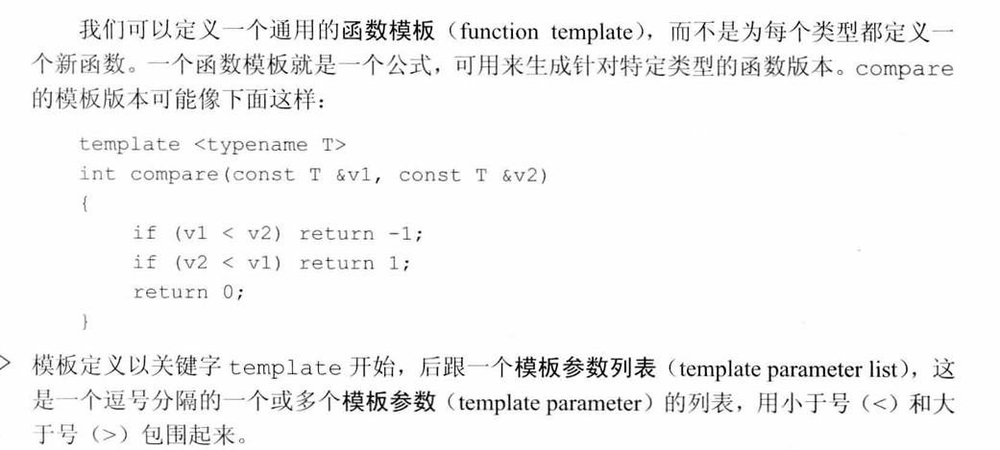 我们可以定义一个通用的函数模板（function template），而不是为每个类型都定义一
个新函数。一个函数模板就是一个公式，可用来生成针对特定类型的函数版本。compare
的模板版本可能像下面这样：
template <typename T>
int compare(const T &v1, const T &v2)
{
if (v1 < v2) return -1;
if (v2 < v1) return 1;
return 0;
}
模板定义以关键字 template 开始，后跟一个模板参数列表（template parameter list），这
是一个逗号分隔的一个或多个模板参数（template parameter）的列表，用小于号（<）和大
于号（>）包围起来。